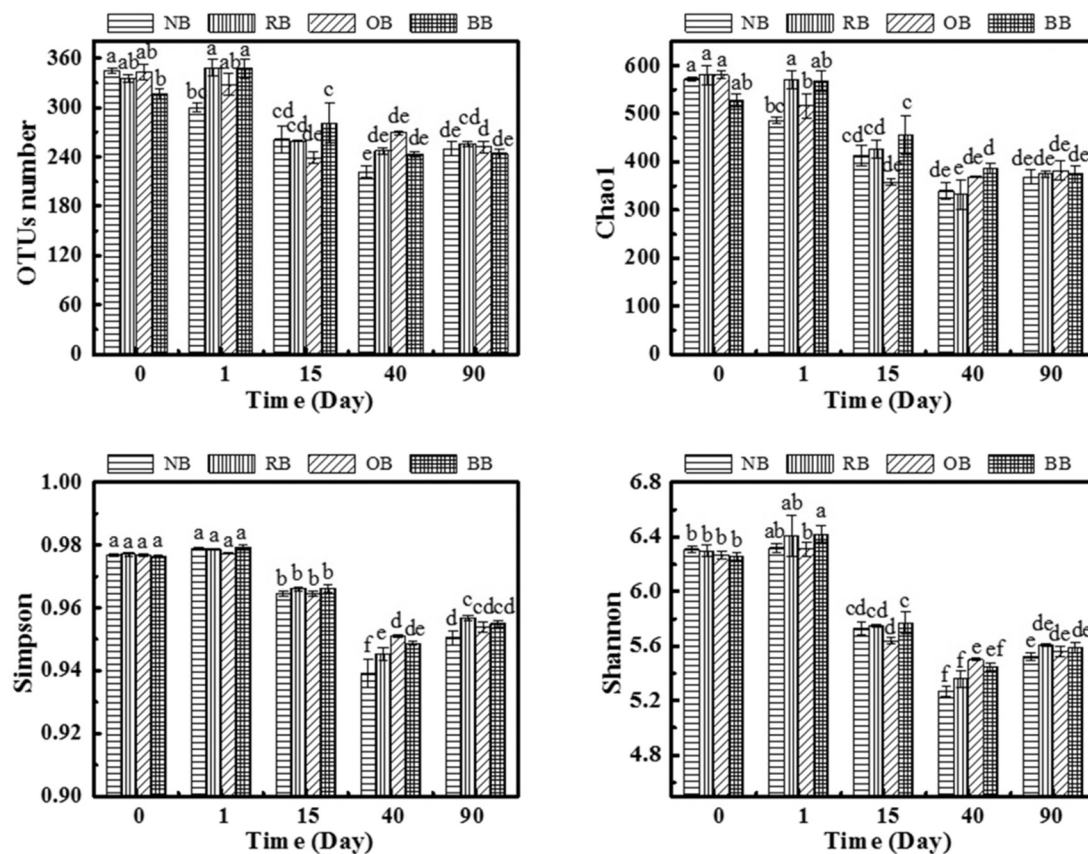 NB RB OB BB
OTUs number
360
300
240
180
120
60
0
a ab ab b
bc a ab a
cd cd de c
e de de de
de d d de
0 1 15 40 90
Time (Day)
NB RB OB BB
Chao1
600
500
400
300
200
100
0
a a a ab
bc a b ab
cd cd de c
de e de d
de de de de
0 1 15 40 90
Time (Day)
NB RB OB BB
Simpson
1.00
0.98
0.96
0.94
0.92
0.90
a a a a
a a a a
b b b b
f e d de
d c cd cd
0 1 15 40 90
Time (Day)
NB RB OB BB
Shannon
6.8
6.4
6.0
5.6
5.2
4.8
b b b b
ab ab b a
cd cd d c
f f e ef
e de de de
0 1 15 40 90
Time (Day)